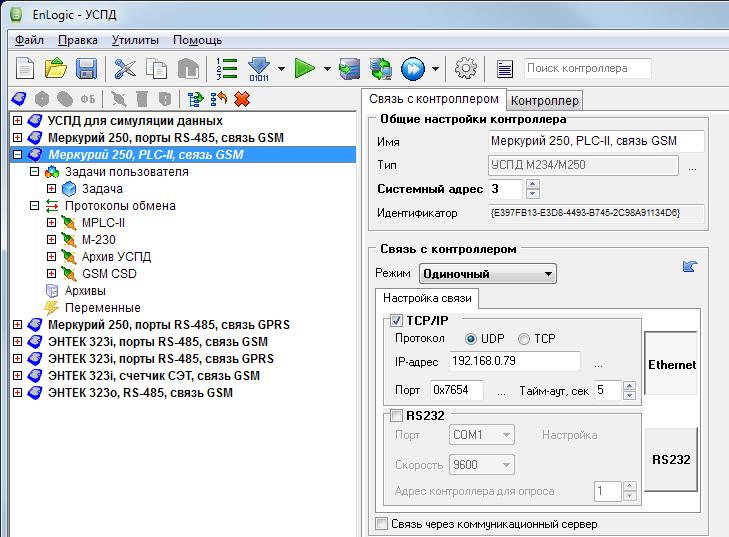 EnLogic - УСПД
Файл Правка Утилиты Помощь
Поиск контроллера
ФБ
УСПД для симуляции данных
Меркурий 250, порты RS-485, связь GSM
Меркурий 250, PLC-II, связь GSM
Задачи пользователя
Задача
Протоколы обмена
MPLC-II
М-230
Архив УСПД
GSM CSD
Архивы
Переменные
Меркурий 250, порты RS-485, связь GPRS
ЭНТЕК 323i, порты RS-485, связь GSM
ЭНТЕК 323i, порты RS-485, связь GPRS
ЭНТЕК 323i, счетчик СЭТ, связь GSM
ЭНТЕК 323о, RS-485, связь GSM
Связь с контроллером Контроллер
Общие настройки контроллера
Имя Меркурий 250, PLC-II, связь GSM
Тип УСПД М234/М250 ...
Системный адрес 3
Идентификатор {E397FB13-E3D8-4493-B745-2C98A91134D6}
Связь с контроллером
Режим Одиночный
Настройка связи
TCP/IP
Протокол UDP TCP
IP-адрес 192.168.0.79 ...
Ethernet
Порт 0x7654 ... Тайм-аут, сек 5
RS232
Порт COM1 Настройка
RS232
Скорость 9600
Адрес контроллера для опроса 1
Связь через коммуникационный сервер